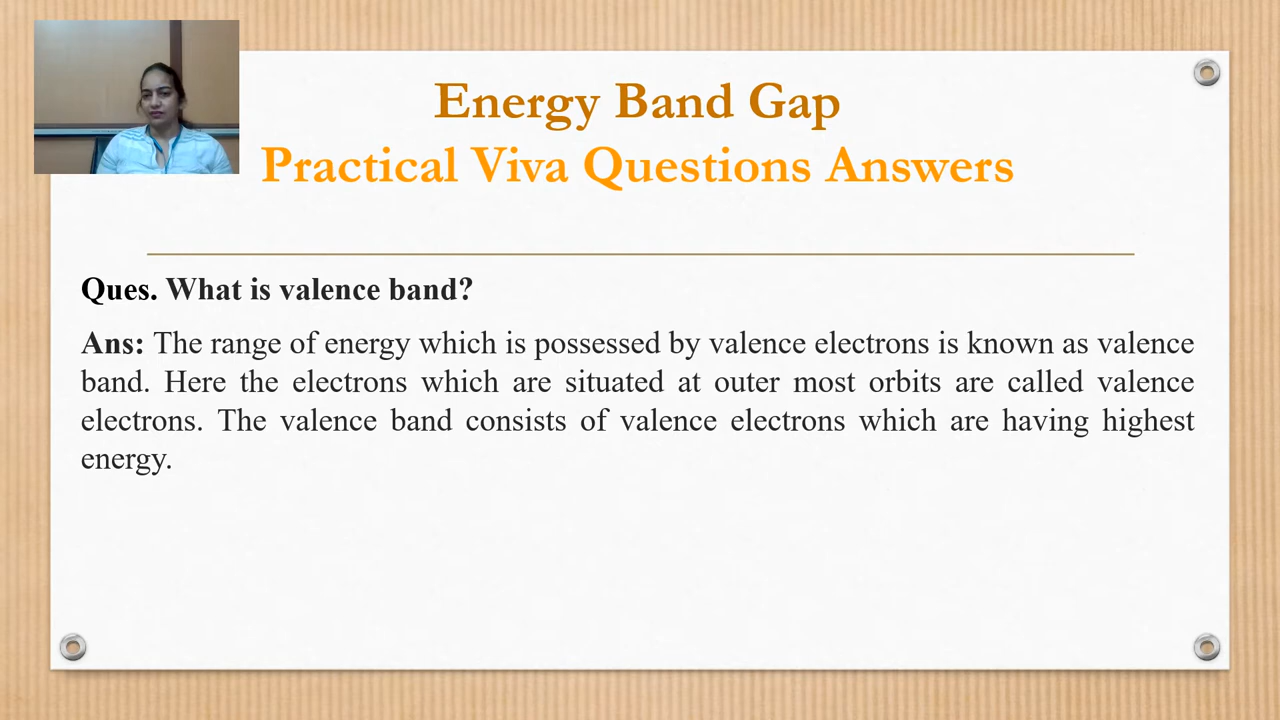 Energy Band Gap
Practical Viva Questions Answers
Ques. What is valence band?
Ans: The range of energy which is possessed by valence electrons is known as valence
band. Here the electrons which are situated at outer most orbits are called valence
electrons. The valence band consists of valence electrons which are having highest
energy.